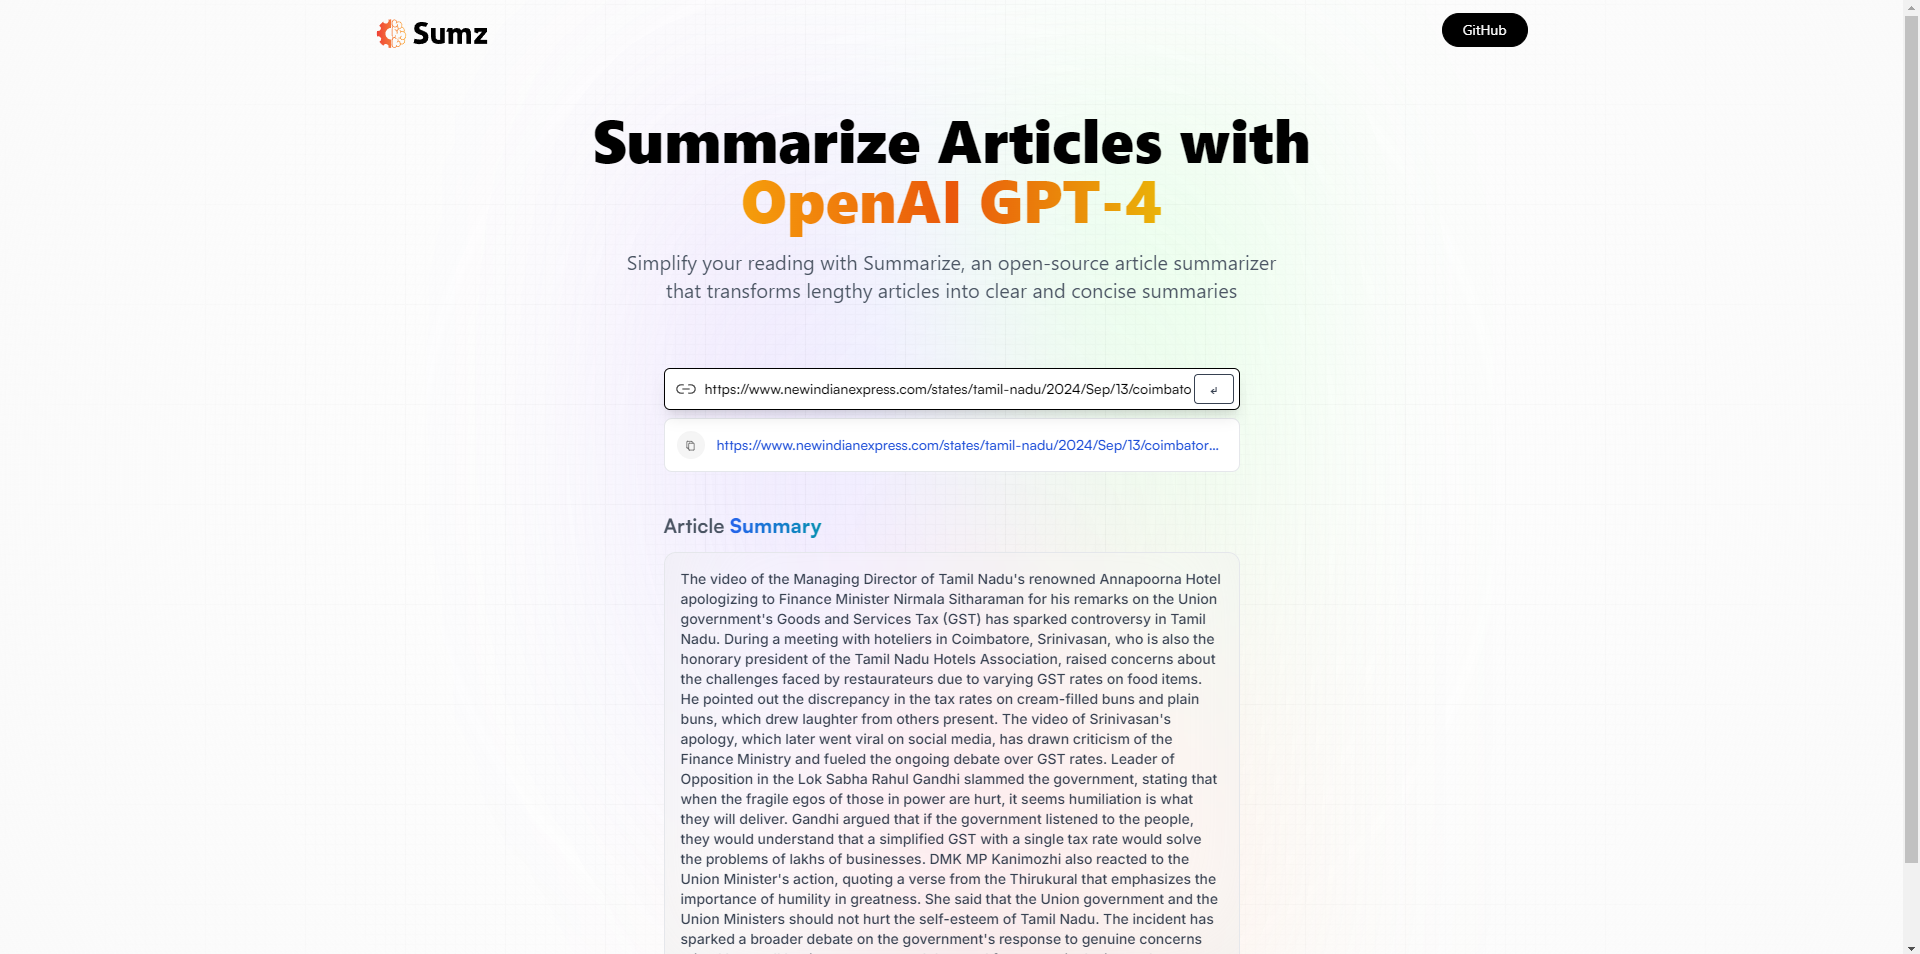 Sumz
GitHub
Summarize Articles with
OpenAI GPT-4
Simplify your reading with Summarize, an open-source article summarizer
that transforms lengthy articles into clear and concise summaries
https://www.newindianexpress.com/states/tamil-nadu/2024/Sep/13/coimbato
https://www.newindianexpress.com/states/tamil-nadu/2024/Sep/13/coimbator...
Article Summary
The video of the Managing Director of Tamil Nadu's renowned Annapoorna Hotel
apologizing to Finance Minister Nirmala Sitharaman for his remarks on the Union
government's Goods and Services Tax (GST) has sparked controversy in Tamil
Nadu. During a meeting with hoteliers in Coimbatore, Srinivasan, who is also the
honorary president of the Tamil Nadu Hotels Association, raised concerns about
the challenges faced by restaurateurs due to varying GST rates on food items.
He pointed out the discrepancy in the tax rates on cream-filled buns and plain
buns, which drew laughter from others present. The video of Srinivasan's
apology, which later went viral on social media, has drawn criticism of the
Finance Ministry and fueled the ongoing debate over GST rates. Leader of
Opposition in the Lok Sabha Rahul Gandhi slammed the government, stating that
when the fragile egos of those in power are hurt, it seems humiliation is what
they will deliver. Gandhi argued that if the government listened to the people,
they would understand that a simplified GST with a single tax rate would solve
the problems of lakhs of businesses. DMK MP Kanimozhi also reacted to the
Union Minister's action, quoting a verse from the Thirukural that emphasizes the
importance of humility in greatness. She said that the Union government and the
Union Ministers should not hurt the self-esteem of Tamil Nadu. The incident has
sparked a broader debate on the government's response to genuine concerns